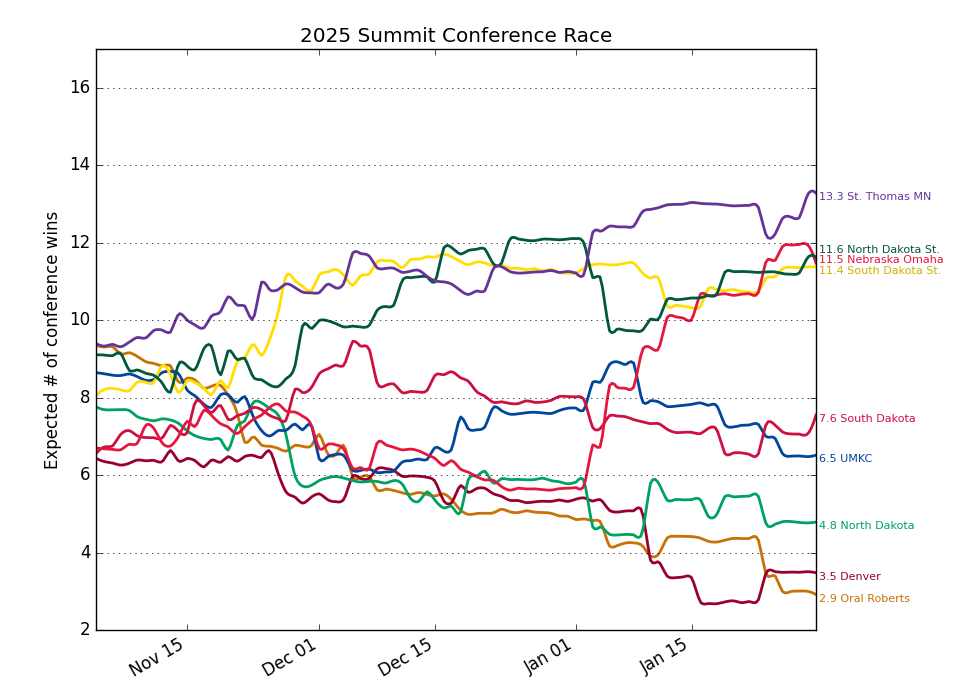 2025 Summit Conference Race
Expected # of conference wins
16
14
12
10
8
6
4
2
13.3 St. Thomas MN
11.6 North Dakota St.
11.5 Nebraska Omaha
11.4 South Dakota St.
7.6 South Dakota
6.5 UMKC
4.8 North Dakota
3.5 Denver
2.9 Oral Roberts
Nov 15
Dec 01
Dec 15
Jan 01
Jan 15